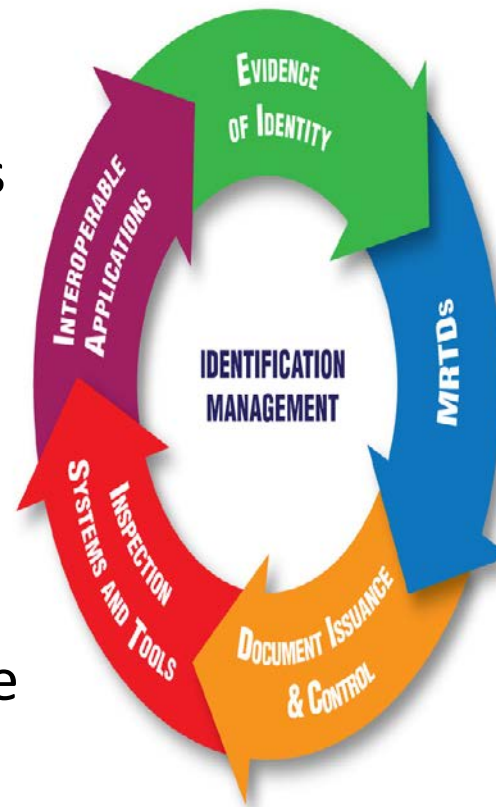 s
EVIDENCE
OF IDENTITY
MRTDs
DOCUMENT ISSUANCE
& CONTROL
INSPECTION
SYSTEMS AND TOOLS
INTEROPERABLE
APPLICATIONS
IDENTIFICATION
MANAGEMENT
e